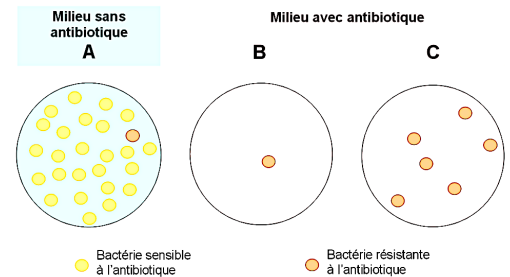 Milieu sans
antibiotique
Milieu avec antibiotique
A
B
C
Bactérie sensible
à l'antibiotique
Bactérie résistante
à l'antibiotique